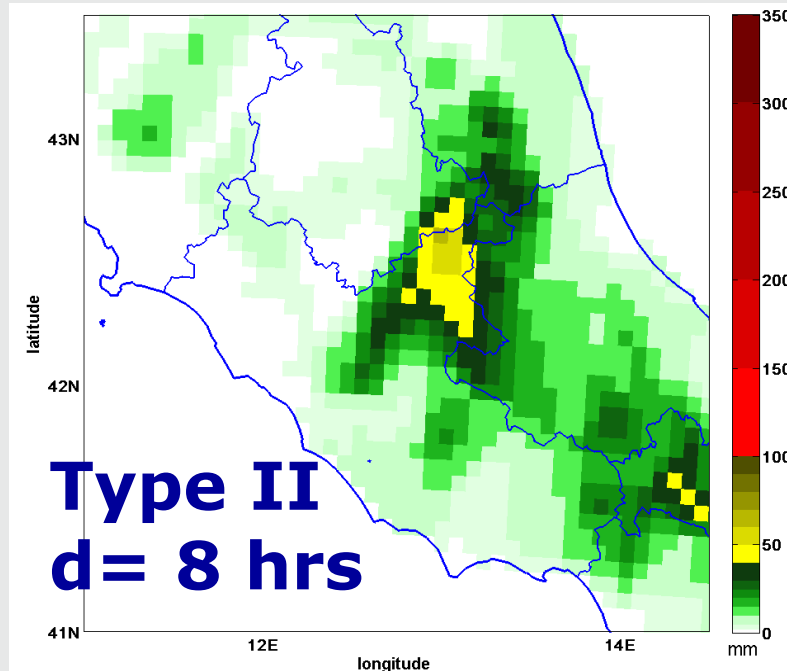 350
300
250
200
150
100
50
0
mm
43N
42N
41N
latitude
Type II
d= 8 hrs
12E
14E
longitude